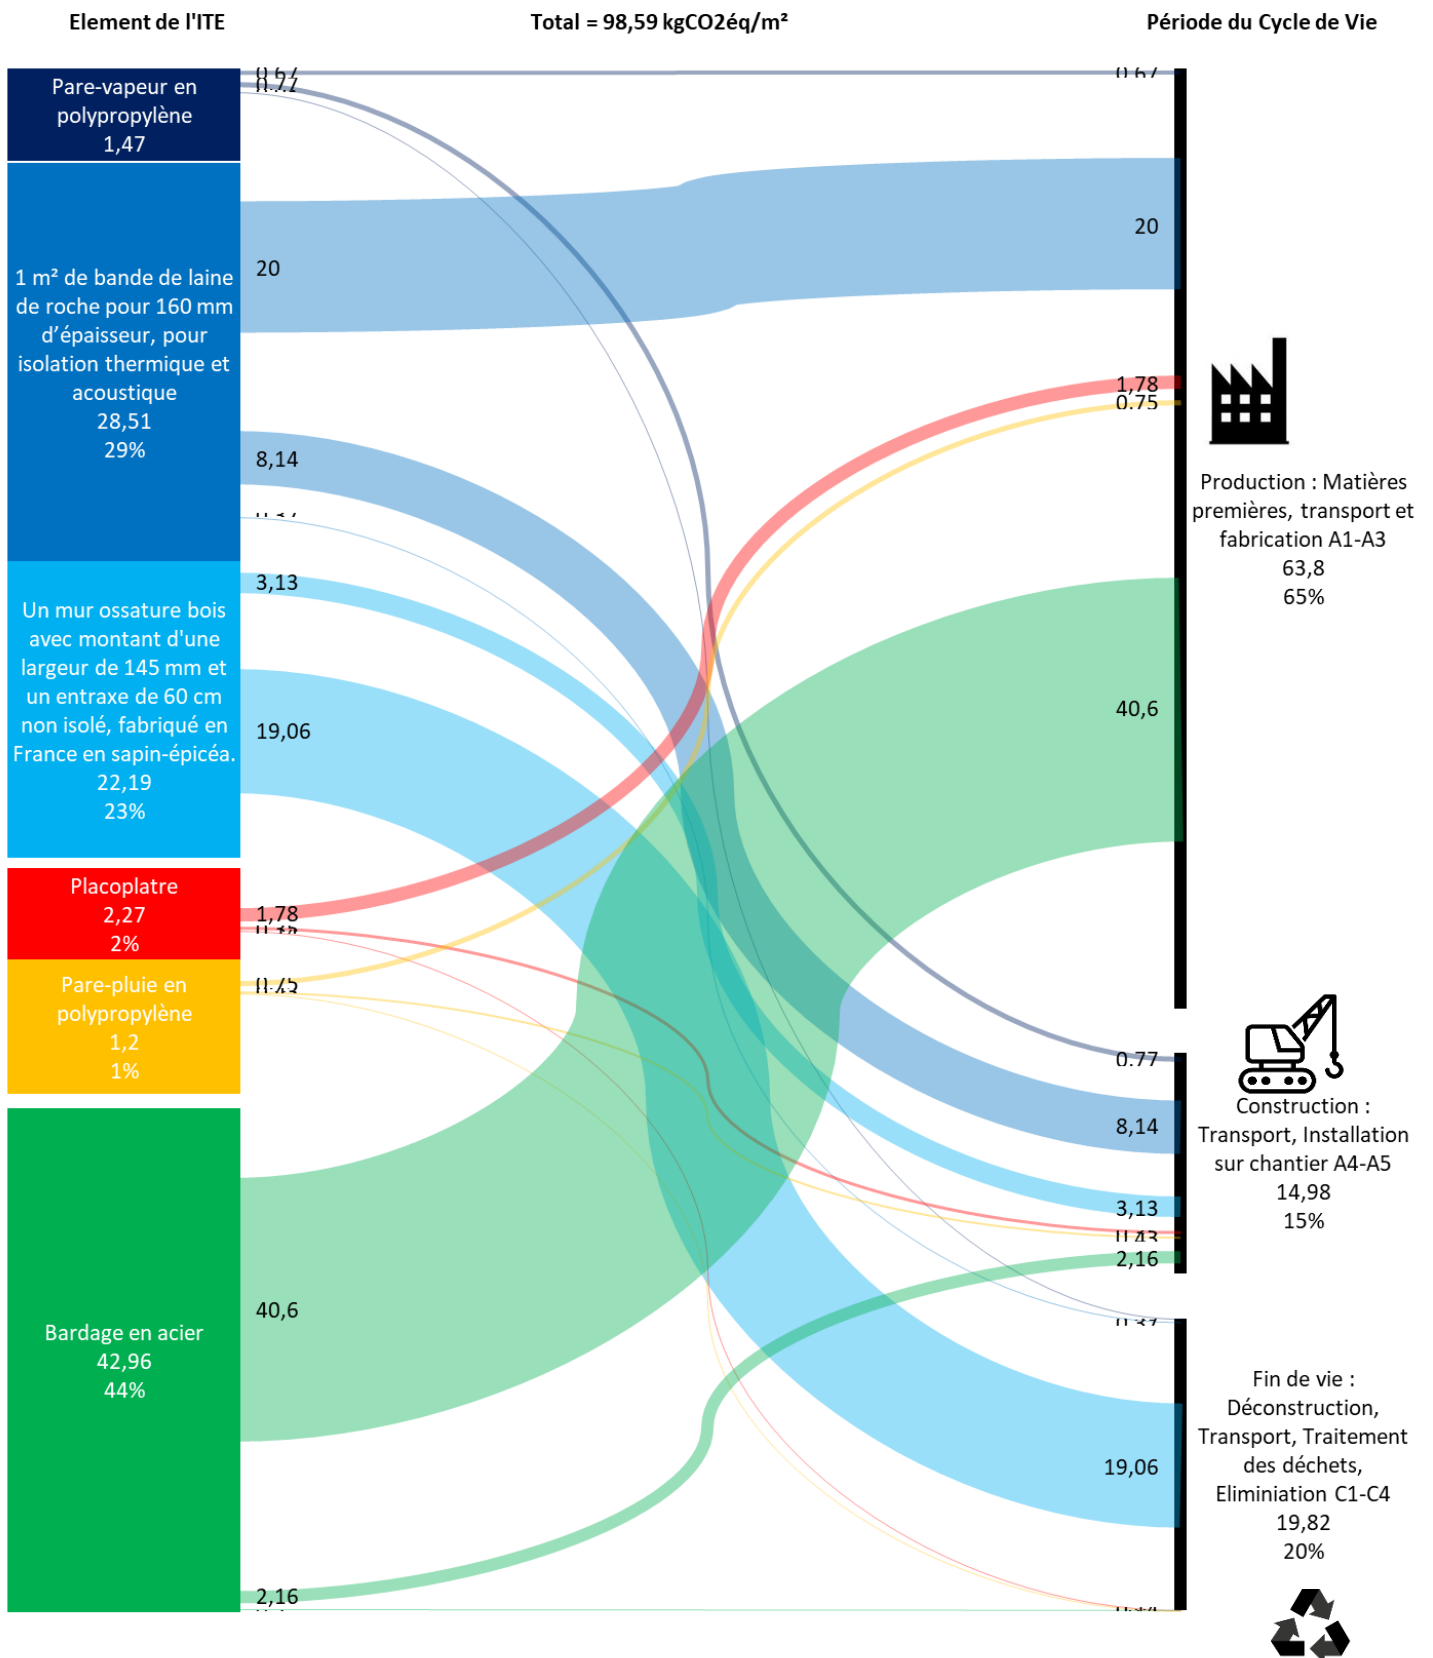 Element de l'ITE
Total = 98,59 kgCO2éq/m²
Période du Cycle de Vie
Pare-vapeur en
polypropylène
1,47
1 m² de bande de laine
de roche pour 160 mm
d’épaisseur, pour
isolation thermique et
acoustique
28,51
29%
Un mur ossature bois
avec montant d'une
largeur de 145 mm et
un entraxe de 60 cm
non isolé, fabriqué en
France en sapin-épicéa.
22,19
23%
Placoplatre
2,27
2%
Pare-pluie en
polypropylène
1,2
1%
Bardage en acier
42,96
44%
20
8,14
3,13
19,06
1,78
0,75
40,6
2,16
0,67
20
1,78
0,75
40,6
0,77
8,14
3,13
2,16
19,06
Production : Matières
premières, transport et
fabrication A1-A3
63,8
65%
Construction :
Transport, Installation
sur chantier A4-A5
14,98
15%
Fin de vie :
Déconstruction,
Transport, Traitement
des déchets,
Eliminiation C1-C4
19,82
20%